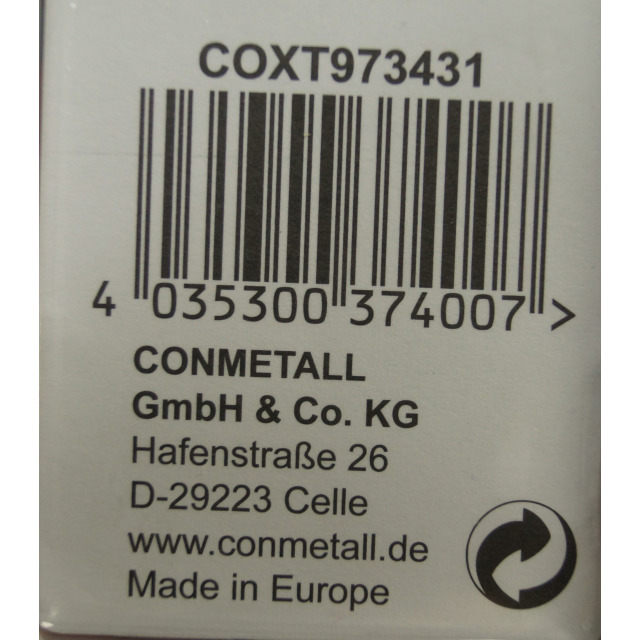 COXT973431
4 035300 374007 >
CONMETALL
GmbH & Co. KG
Hafenstraße 26
D-29223 Celle
www.conmetall.de
Made in Europe